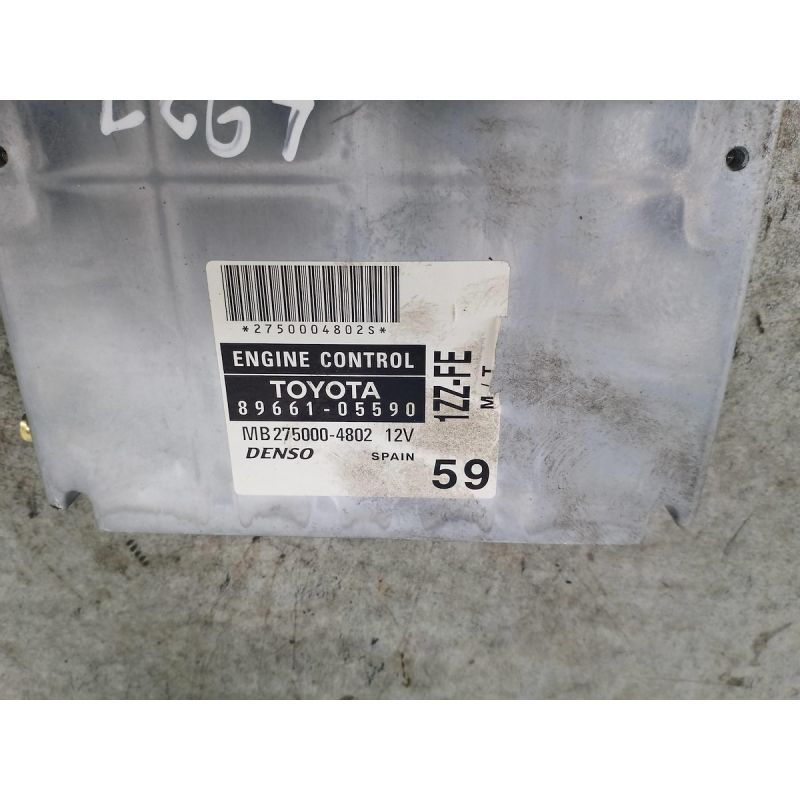 *2750004802S*
ENGINE CONTROL
TOYOTA
89661-05590
MB275000-4802 12V
DENSO SPAIN
59
1ZZ-FE
M/T